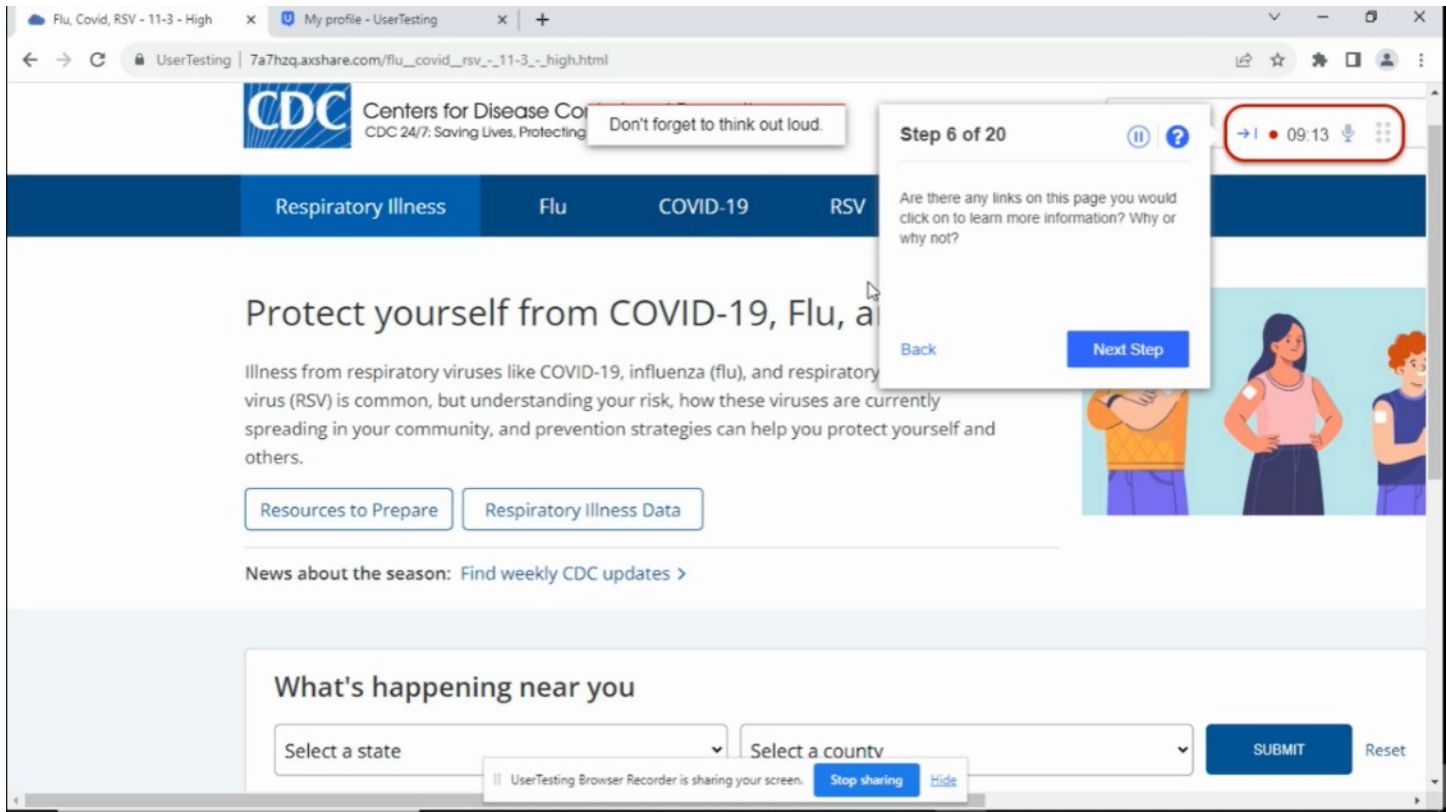 Flu, Covid, RSV - 11-3 - High
My profile - UserTesting
UserTesting
7a7hzq.axshare.com/flu__covid__rsv_-_11-3_-_high.html
CDC
Centers for Disease Con
CDC 24/7: Saving Lives, Protecting
Don't forget to think out loud.
Step 6 of 20
09:13
Are there any links on this page you would
click on to learn more information? Why or
why not?
Back
Next Step
Respiratory Illness
Flu
COVID-19
RSV
Protect yourself from COVID-19, Flu, a
Illness from respiratory viruses like COVID-19, influenza (flu), and respiratory
virus (RSV) is common, but understanding your risk, how these viruses are currently
spreading in your community, and prevention strategies can help you protect yourself and
others.
Resources to Prepare
Respiratory Illness Data
News about the season: Find weekly CDC updates >
What's happening near you
Select a state
Select a county
SUBMIT
Reset
UserTesting Browser Recorder is sharing your screen.
Stop sharing
Hide